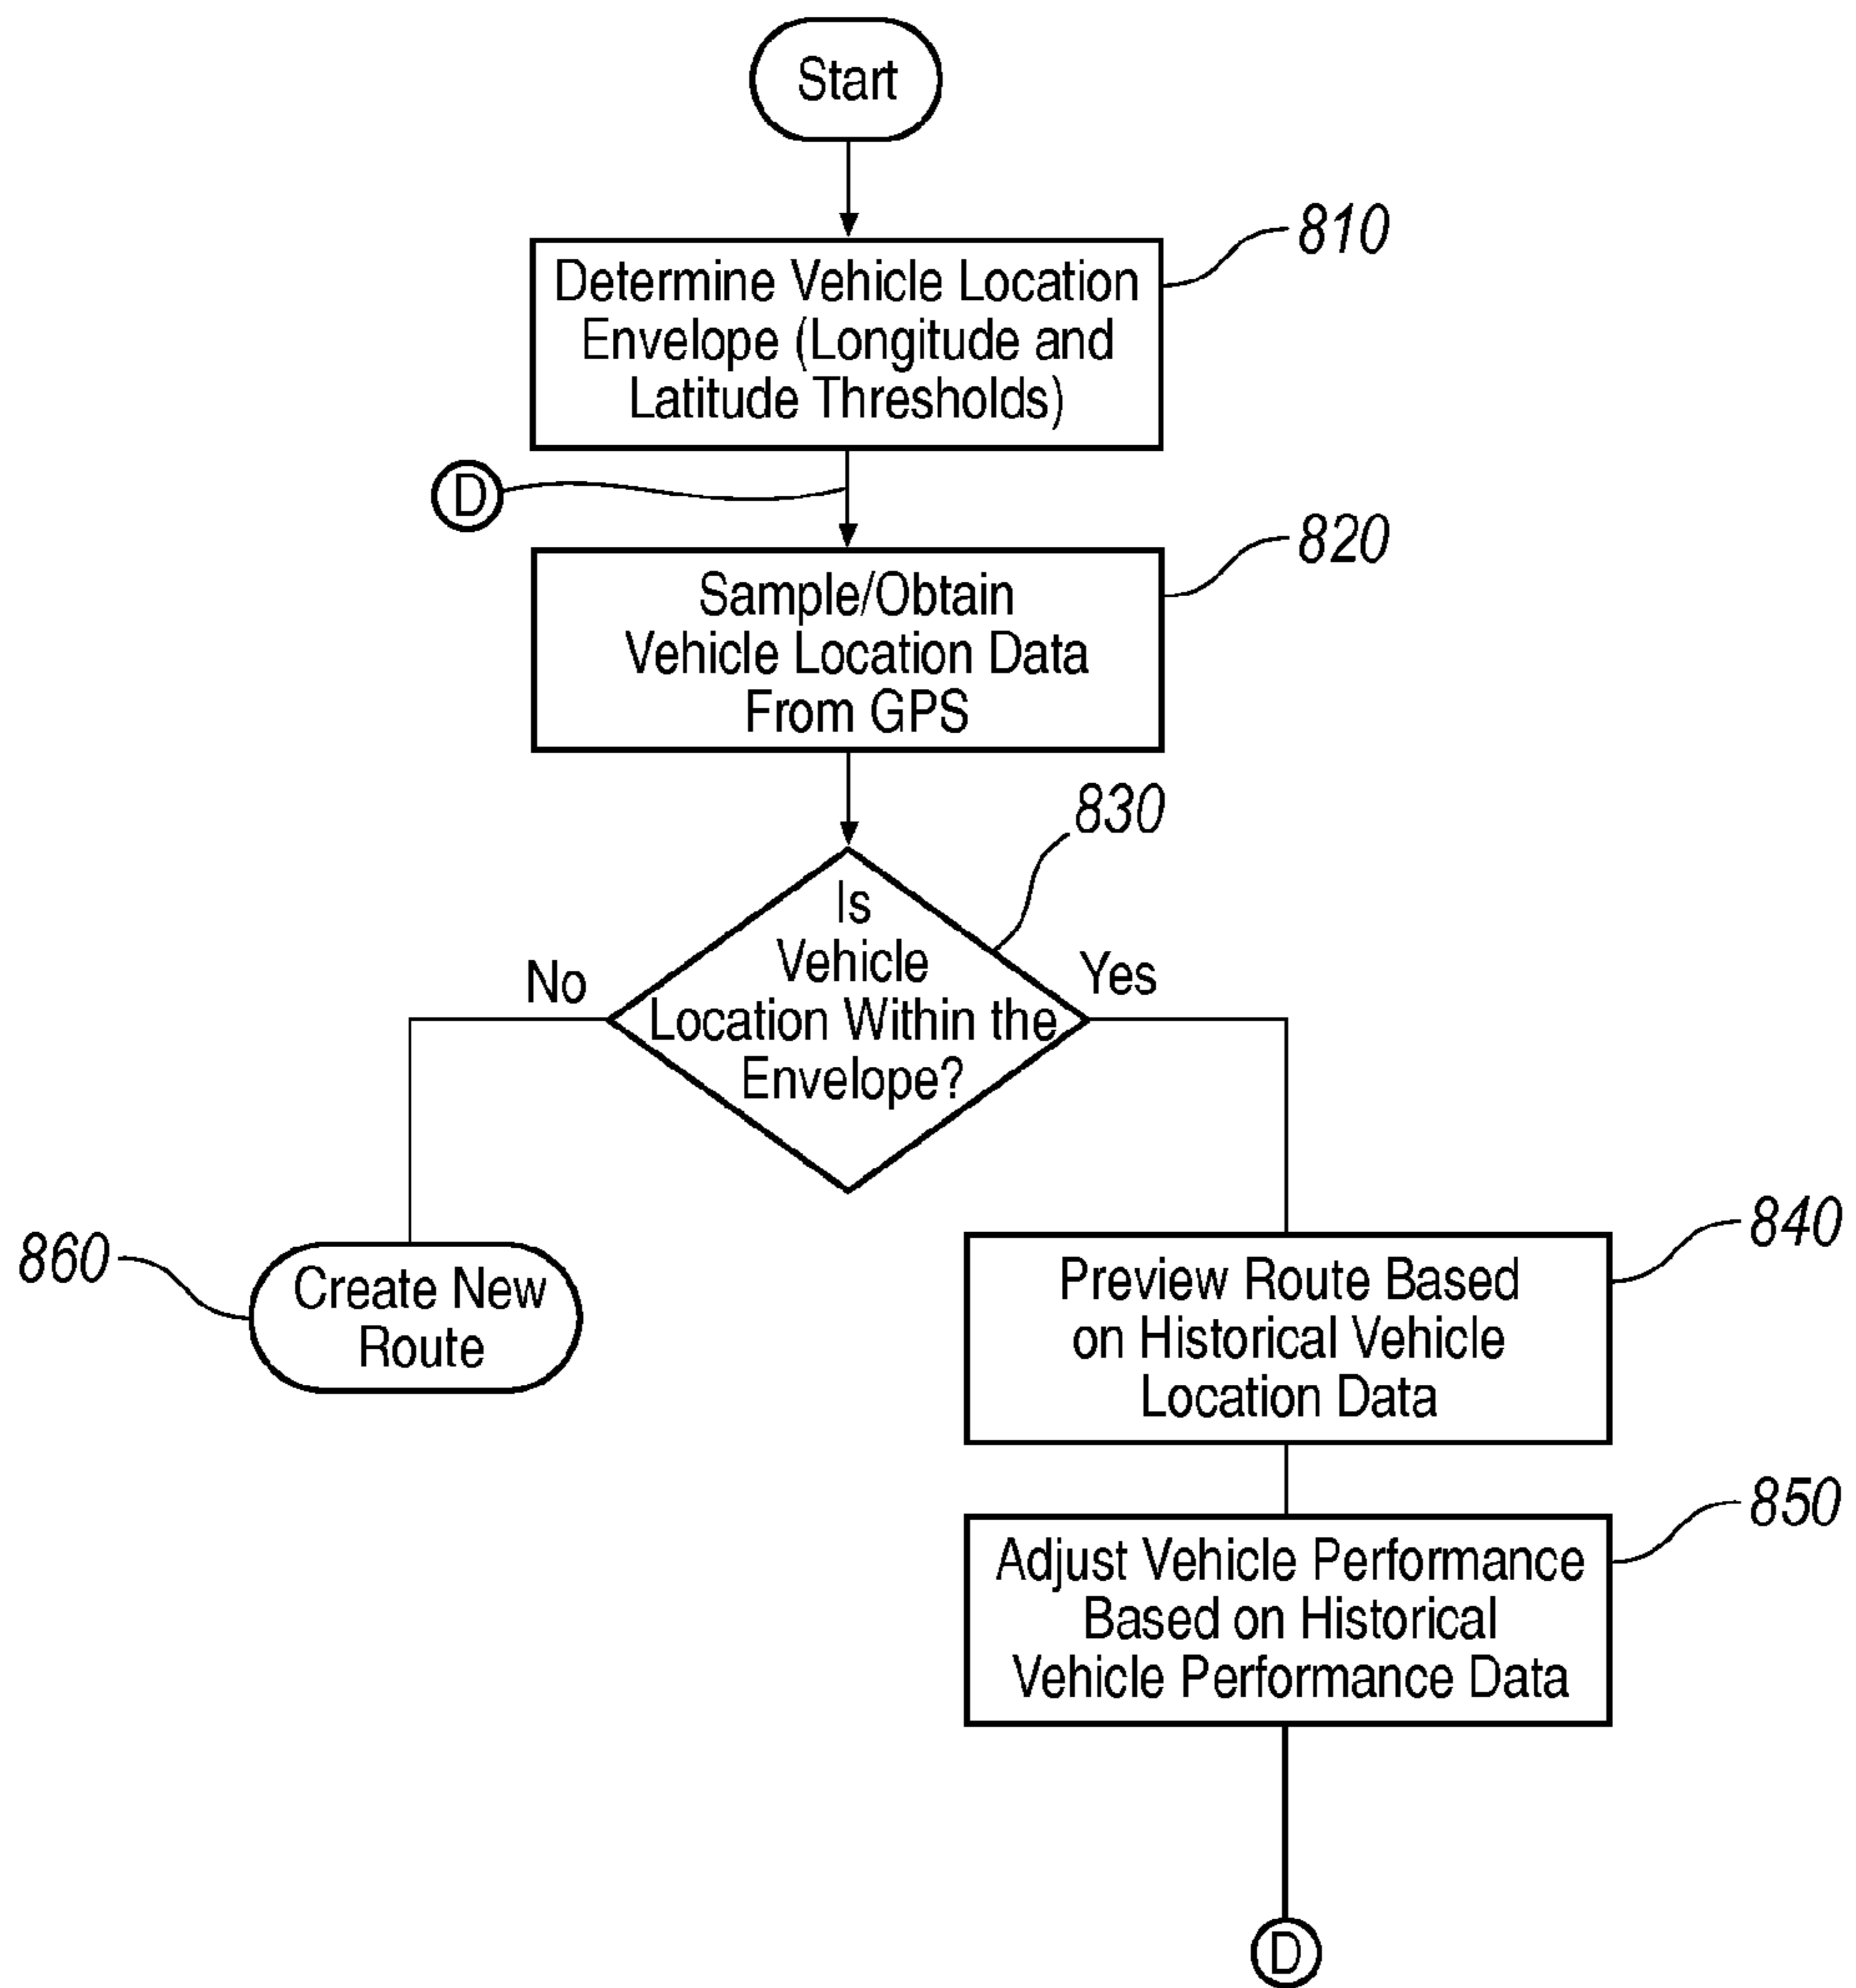 Start
810
Determine Vehicle Location
Envelope (Longitude and
Latitude Thresholds)
D
820
Sample/Obtain
Vehicle Location Data
From GPS
830
Is
Vehicle
Location Within the
Envelope?
No
Yes
860
Create New
Route
840
Preview Route Based
on Historical Vehicle
Location Data
850
Adjust Vehicle Performance
Based on Historical
Vehicle Performance Data
D